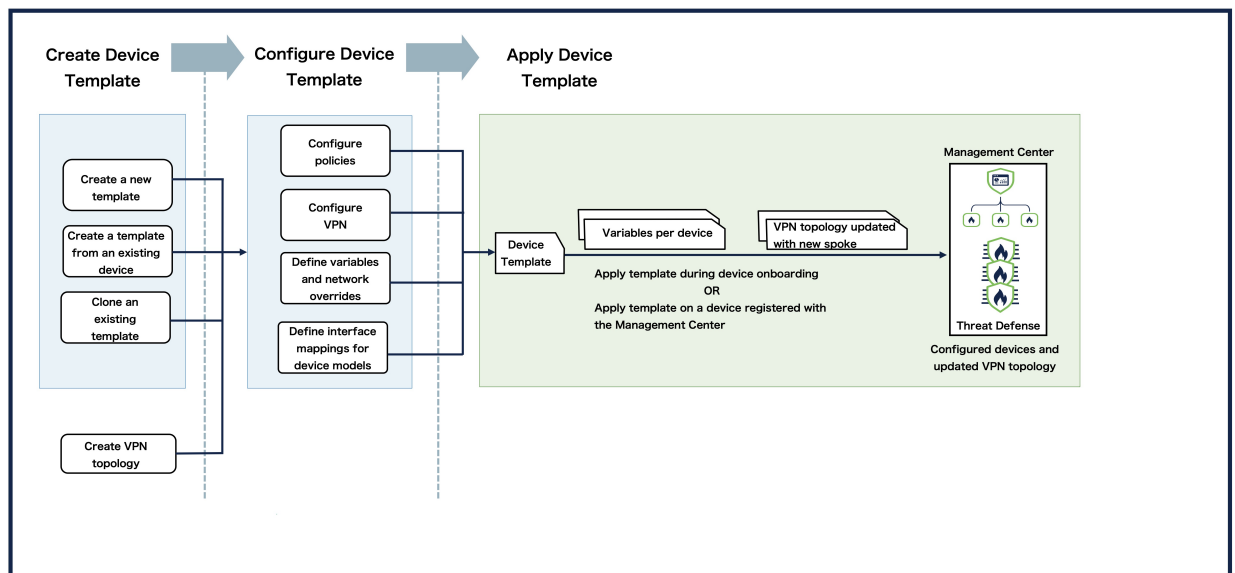 Create Device
Template
Configure Device
Template
Apply Device
Template
Create a new
template
Create a template
from an existing
device
Clone an
existing
template
Create VPN
topology
Configure
policies
Configure
VPN
Define variables
and network
overrides
Define interface
mappings for
device models
Device
Template
Variables per device
VPN topology updated
with new spoke
Apply template during device onboarding
OR
Apply template on a device registered with
the Management Center
Management Center
Threat Defense
Configured devices and
updated VPN topology